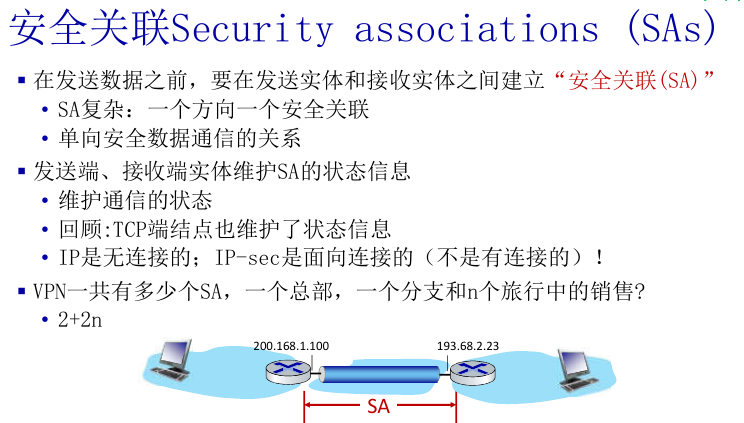 安全关联Security associations (SAs)
在发送数据之前，要在发送实体和接收实体之间建立“安全关联(SA)”
SA复杂：一个方向一个安全关联
单向安全数据通信的关系
发送端、接收端实体维护SA的状态信息
维护通信的状态
回顾:TCP端结点也维护了状态信息
IP是无连接的；IP-sec是面向连接的（不是有连接的）！
VPN一共有多少个SA，一个总部，一个分支和n个旅行中的销售?
2+2n
200.168.1.100
193.68.2.23
SA